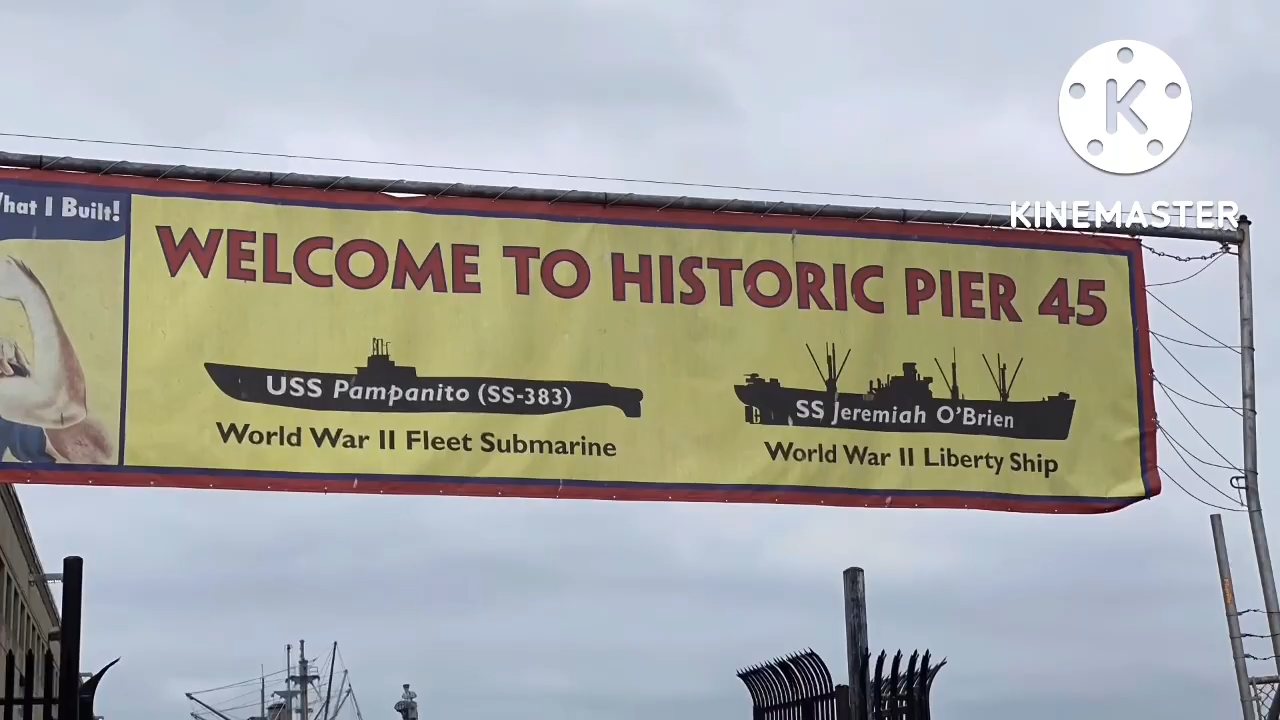 What I Built!
WELCOME TO HISTORIC PIER 45
USS Pampanito (SS-383)
World War II Fleet Submarine
SS Jeremiah O'Brien
World War II Liberty Ship
K
KINEMASTER